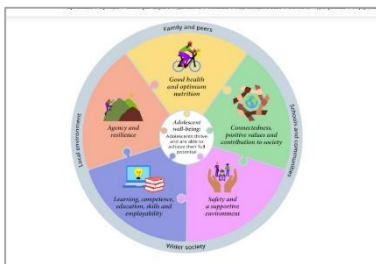 Family and peers
Good health
and optimum
nutrition
Agency and
resilience
Connectedness,
positive values and
contribution to society
Adolescent
well-being:
Adolescents thrive
and are able to
achieve their full
potential
Local environment
Schools and communities
Learning, competence,
education, skills and
employability
Safety and
a supportive
environment
Wider society